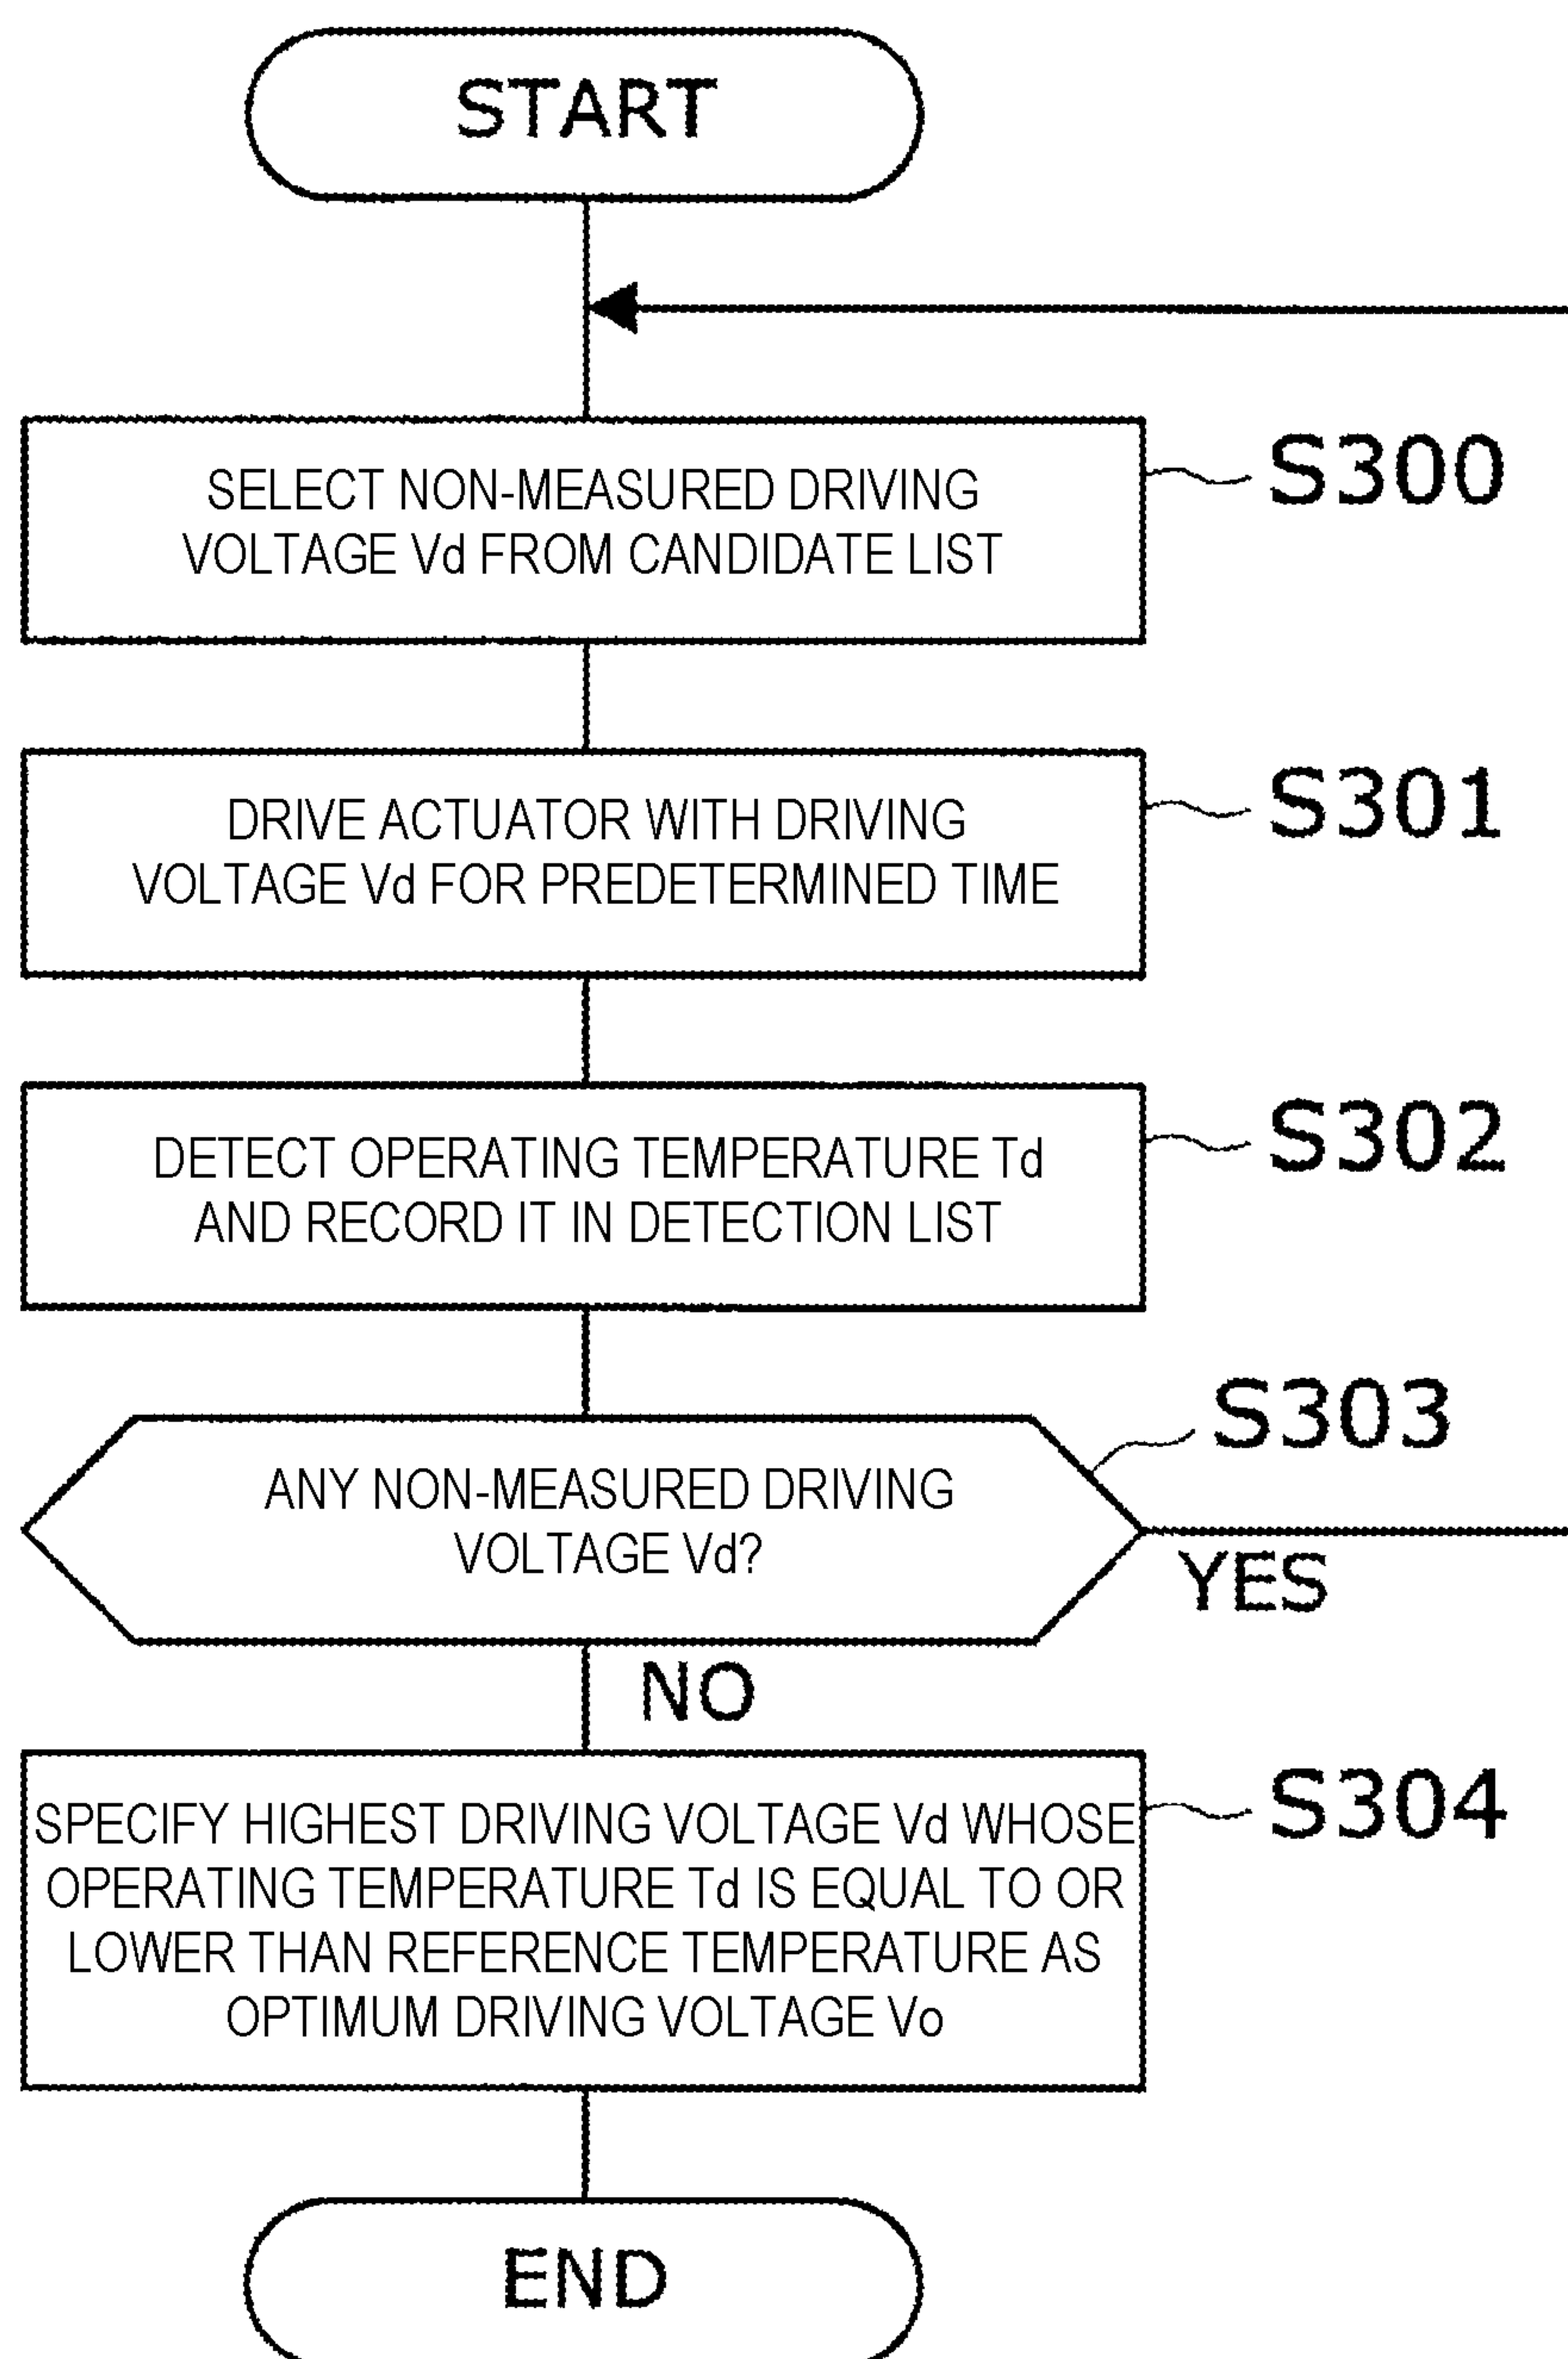 START
SELECT NON-MEASURED DRIVING
VOLTAGE Vd FROM CANDIDATE LIST
S300
DRIVE ACTUATOR WITH DRIVING
VOLTAGE Vd FOR PREDETERMINED TIME
S301
DETECT OPERATING TEMPERATURE Td
AND RECORD IT IN DETECTION LIST
S302
ANY NON-MEASURED DRIVING
VOLTAGE Vd?
S303
YES
NO
SPECIFY HIGHEST DRIVING VOLTAGE Vd WHOSE
OPERATING TEMPERATURE Td IS EQUAL TO OR
LOWER THAN REFERENCE TEMPERATURE AS
OPTIMUM DRIVING VOLTAGE Vo
S304
END